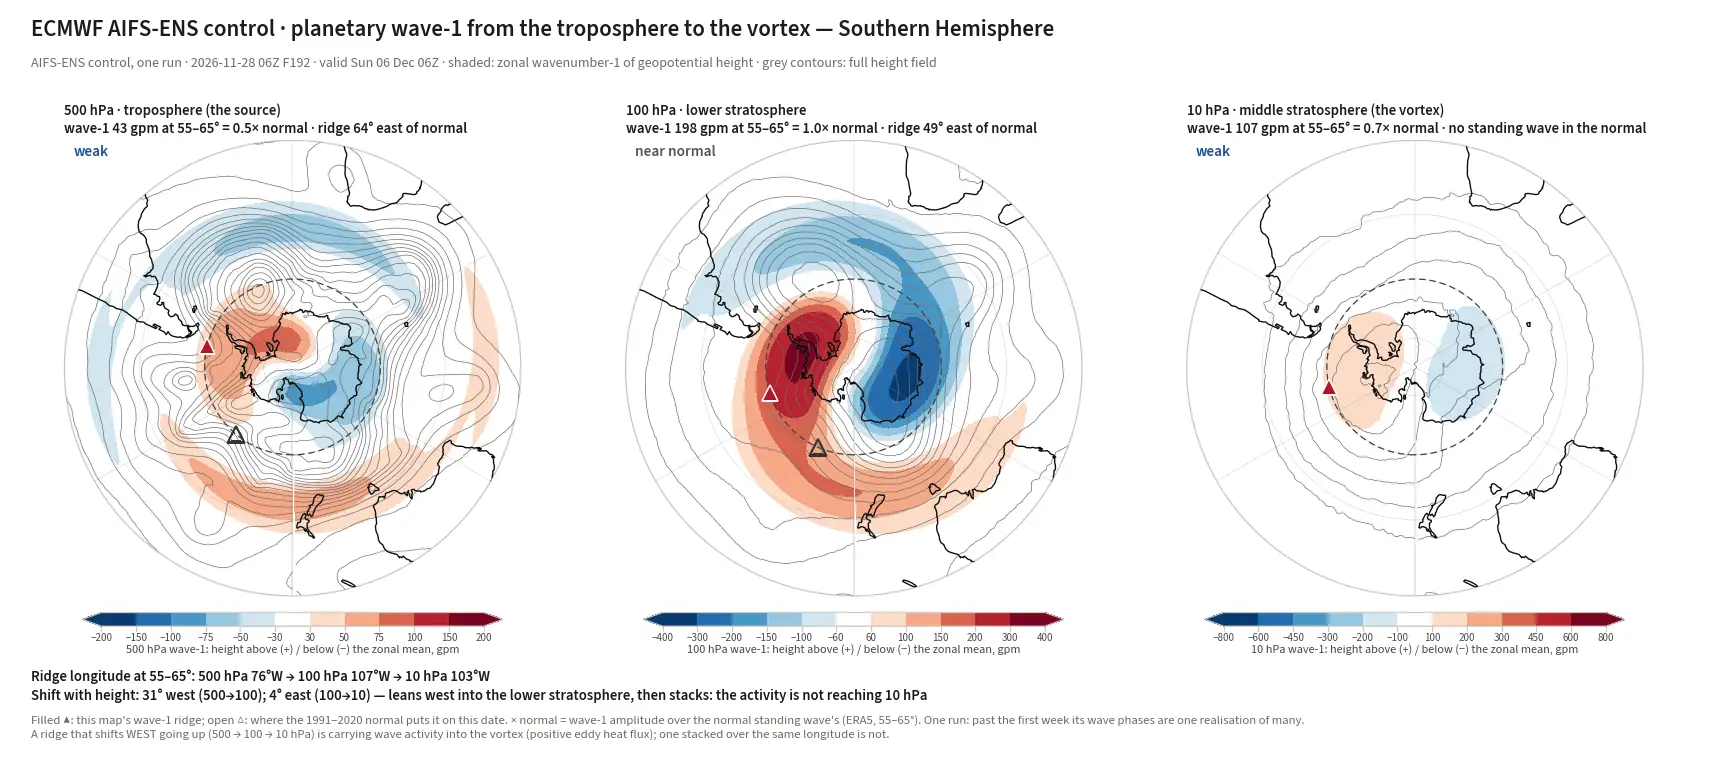 ECMWF AIFS-ENS control · planetary wave-1 from the troposphere to the vortex — Southern Hemisphere
AIFS-ENS control, one run · 2026-11-28 06Z F192 · valid Sun 06 Dec 06Z · shaded: zonal wavenumber-1 of geopotential height · grey contours: full height field
500 hPa · troposphere (the source)
wave-1 43 gpm at 55–65° = 0.5× normal · ridge 64° east of normal
weak
100 hPa · lower stratosphere
wave-1 198 gpm at 55–65° = 1.0× normal · ridge 49° east of normal
near normal
10 hPa · middle stratosphere (the vortex)
wave-1 107 gpm at 55–65° = 0.7× normal · no standing wave in the normal
weak
−200 −150 −100 −75 −50 −30 30 50 75 100 150 200
500 hPa wave-1: height above (+) / below (−) the zonal mean, gpm
−400 −300 −200 −150 −100 −60 60 100 150 200 300 400
100 hPa wave-1: height above (+) / below (−) the zonal mean, gpm
−800 −600 −450 −300 −200 −100 100 200 300 450 600 800
10 hPa wave-1: height above (+) / below (−) the zonal mean, gpm
Ridge longitude at 55–65°: 500 hPa 76°W → 100 hPa 107°W → 10 hPa 103°W
Shift with height: 31° west (500→100); 4° east (100→10) — leans west into the lower stratosphere, then stacks: the activity is not reaching 10 hPa
Filled ▲: this map's wave-1 ridge; open △: where the 1991–2020 normal puts it on this date. × normal = wave-1 amplitude over the normal standing wave's (ERA5, 55–65°). One run: past the first week its wave phases are one realisation of many.
A ridge that shifts WEST going up (500 → 100 → 10 hPa) is carrying wave activity into the vortex (positive eddy heat flux); one stacked over the same longitude is not.